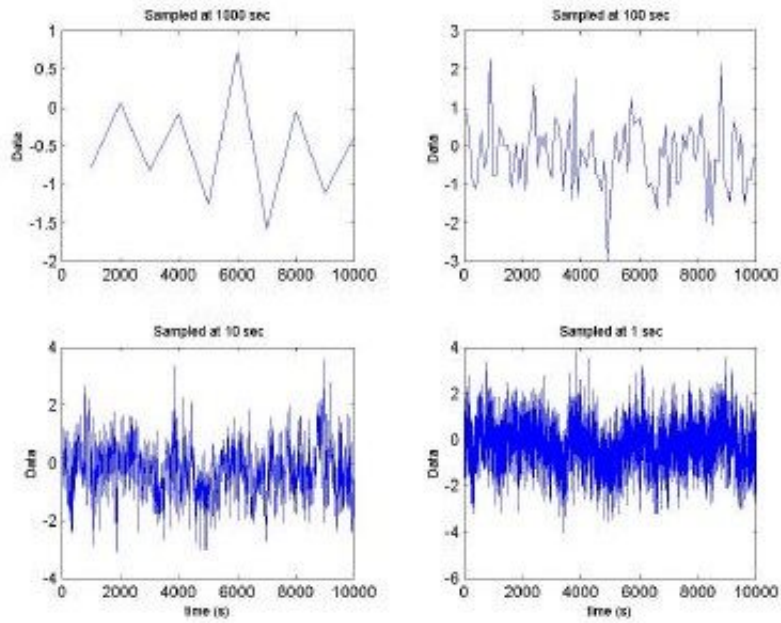 Sampled at 1000 sec
1
0.5
0
-0.5
-1
-1.5
-2
Data
0 2000 4000 6000 8000 10000
Sampled at 100 sec
3
2
1
0
-1
-2
-3
Data
0 2000 4000 6000 8000 10000
Sampled at 10 sec
4
2
0
-2
-4
Data
0 2000 4000 6000 8000 10000
time (s)
Sampled at 1 sec
4
2
0
-2
-4
-6
Data
0 2000 4000 6000 8000 10000
time (s)